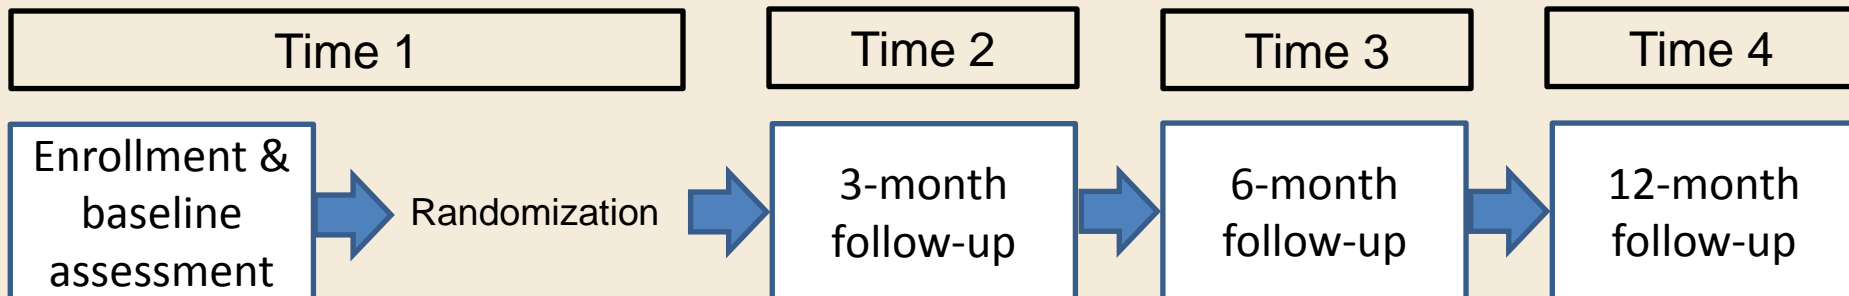 Time 1
Time 2
Time 3
Time 4
Enrollment &
baseline
assessment
Randomization
3-month
follow-up
6-month
follow-up
12-month
follow-up